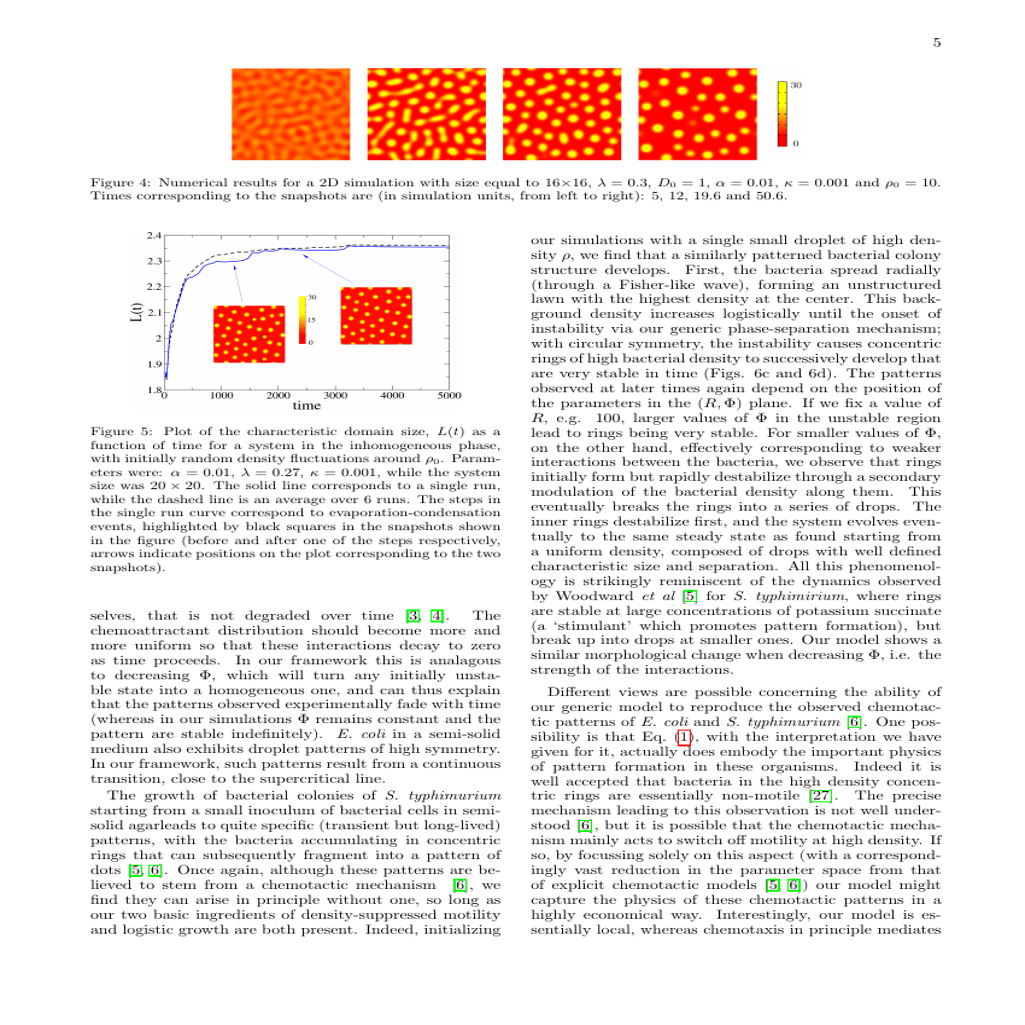 5
30
0
Figure 4: Numerical results for a 2D simulation with size equal to 16×16, λ = 0.3, D₀ = 1, α = 0.01, κ = 0.001 and ρ₀ = 10.
Times corresponding to the snapshots are (in simulation units, from left to right): 5, 12, 19.6 and 50.6.
2.4
2.3
2.2
2.1
2
1.9
1.8
L(t)
30
15
0
0 1000 2000 3000 4000 5000
time
Figure 5: Plot of the characteristic domain size, L(t) as a
function of time for a system in the inhomogeneous phase,
with initially random density fluctuations around ρ₀. Param-
eters were: α = 0.01, λ = 0.27, κ = 0.001, while the system
size was 20 × 20. The solid line corresponds to a single run,
while the dashed line is an average over 6 runs. The steps in
the single run curve correspond to evaporation-condensation
events, highlighted by black squares in the snapshots shown
in the figure (before and after one of the steps respectively,
arrows indicate positions on the plot corresponding to the two
snapshots).
selves, that is not degraded over time [3, 4]. The
chemoattractant distribution should become more and
more uniform so that these interactions decay to zero
as time proceeds. In our framework this is analagous
to decreasing Φ, which will turn any initially unsta-
ble state into a homogeneous one, and can thus explain
that the patterns observed experimentally fade with time
(whereas in our simulations Φ remains constant and the
pattern are stable indefinitely). E. coli in a semi-solid
medium also exhibits droplet patterns of high symmetry.
In our framework, such patterns result from a continuous
transition, close to the supercritical line.
The growth of bacterial colonies of S. typhimurium
starting from a small inoculum of bacterial cells in semi-
solid agarleads to quite specific (transient but long-lived)
patterns, with the bacteria accumulating in concentric
rings that can subsequently fragment into a pattern of
dots [5, 6]. Once again, although these patterns are be-
lieved to stem from a chemotactic mechanism [6], we
find they can arise in principle without one, so long as
our two basic ingredients of density-suppressed motility
and logistic growth are both present. Indeed, initializing
our simulations with a single small droplet of high den-
sity ρ, we find that a similarly patterned bacterial colony
structure develops. First, the bacteria spread radially
(through a Fisher-like wave), forming an unstructured
lawn with the highest density at the center. This back-
ground density increases logistically until the onset of
instability via our generic phase-separation mechanism;
with circular symmetry, the instability causes concentric
rings of high bacterial density to successively develop that
are very stable in time (Figs. 6c and 6d). The patterns
observed at later times again depend on the position of
the parameters in the (R, Φ) plane. If we fix a value of
R, e.g. 100, larger values of Φ in the unstable region
lead to rings being very stable. For smaller values of Φ,
on the other hand, effectively corresponding to weaker
interactions between the bacteria, we observe that rings
initially form but rapidly destabilize through a secondary
modulation of the bacterial density along them. This
eventually breaks the rings into a series of drops. The
inner rings destabilize first, and the system evolves even-
tually to the same steady state as found starting from
a uniform density, composed of drops with well defined
characteristic size and separation. All this phenomenol-
ogy is strikingly reminiscent of the dynamics observed
by Woodward et al [5] for S. typhimirium, where rings
are stable at large concentrations of potassium succinate
(a ‘stimulant’ which promotes pattern formation), but
break up into drops at smaller ones. Our model shows a
similar morphological change when decreasing Φ, i.e. the
strength of the interactions.
Different views are possible concerning the ability of
our generic model to reproduce the observed chemotac-
tic patterns of E. coli and S. typhimurium [6]. One pos-
sibility is that Eq. (1), with the interpretation we have
given for it, actually does embody the important physics
of pattern formation in these organisms. Indeed it is
well accepted that bacteria in the high density concen-
tric rings are essentially non-motile [27]. The precise
mechanism leading to this observation is not well under-
stood [6], but it is possible that the chemotactic mecha-
nism mainly acts to switch off motility at high density. If
so, by focussing solely on this aspect (with a correspond-
ingly vast reduction in the parameter space from that
of explicit chemotactic models [5, 6]) our model might
capture the physics of these chemotactic patterns in a
highly economical way. Interestingly, our model is es-
sentially local, whereas chemotaxis in principle mediates